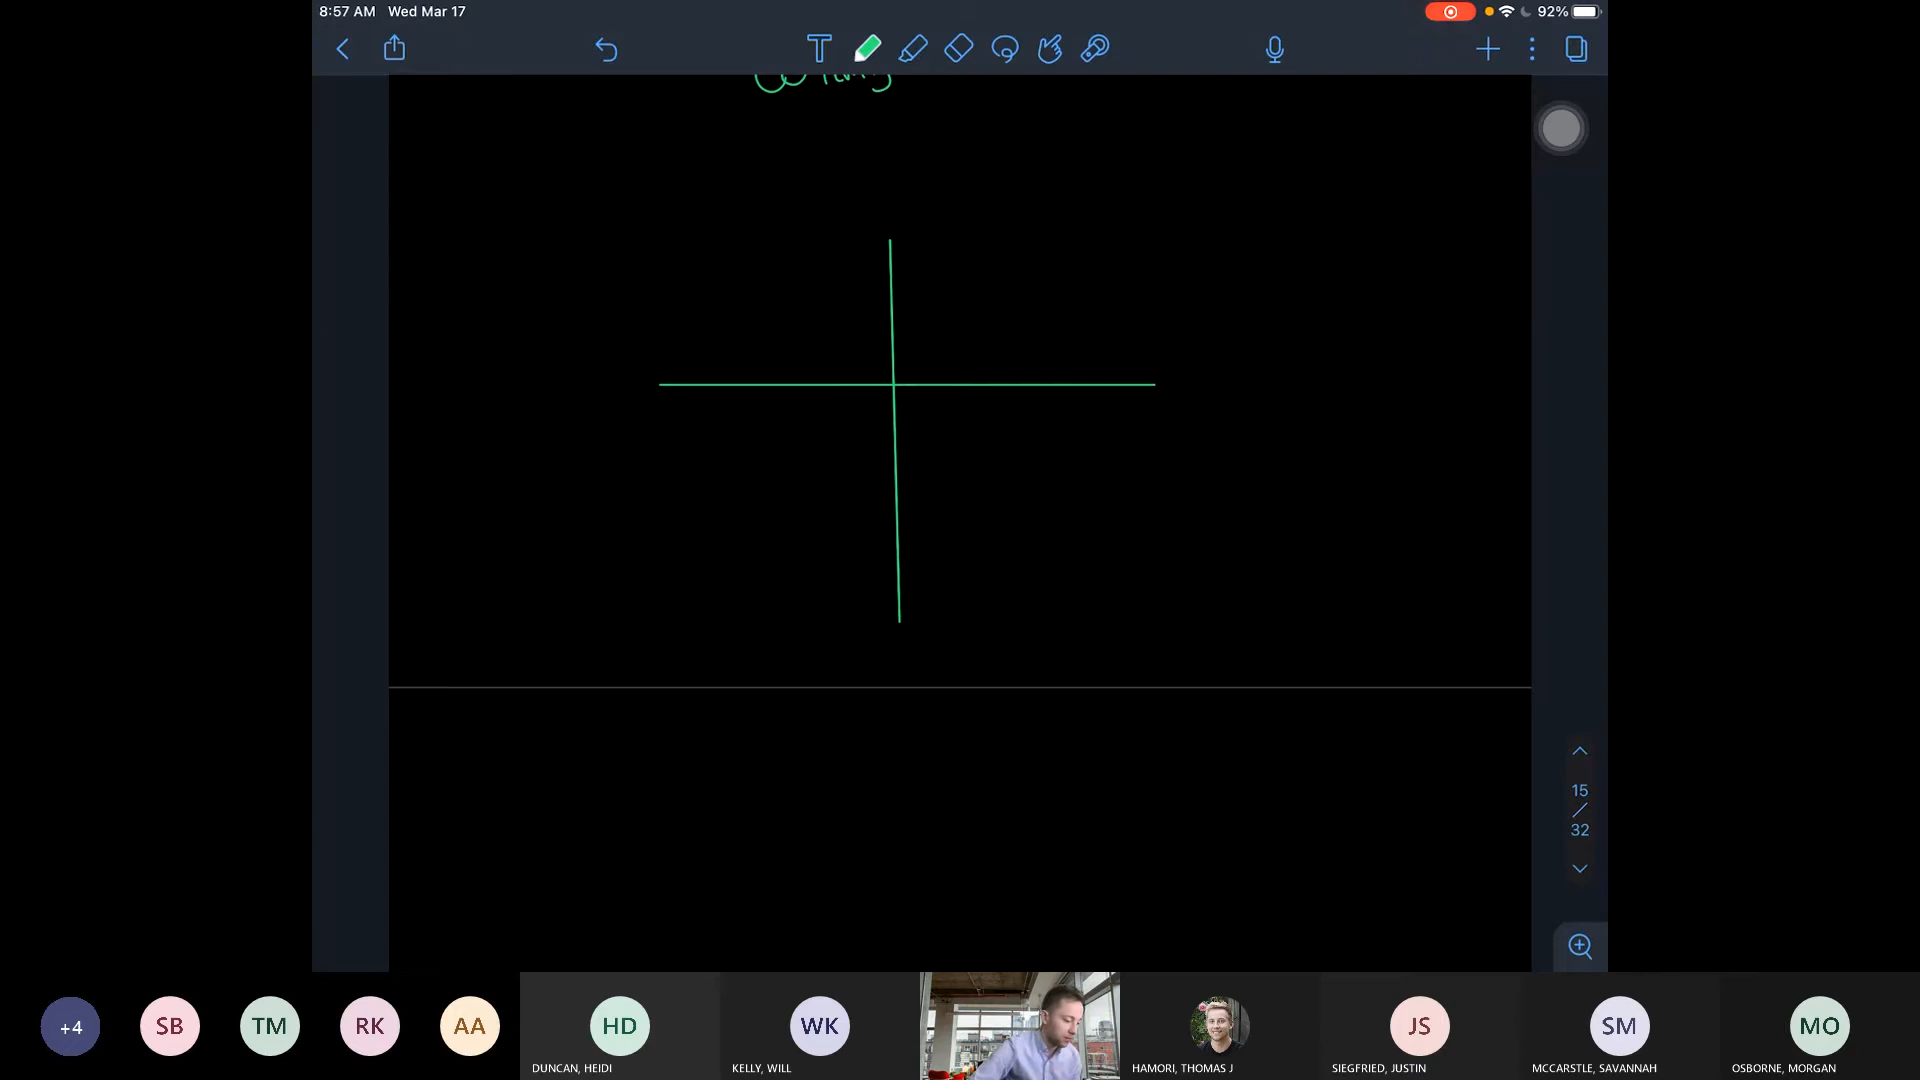 8:57 AM Wed Mar 17
92%
T
15
32
+4
SB
TM
RK
AA
HD
WK
JS
SM
MO
DUNCAN, HEIDI
KELLY, WILL
HAMORI, THOMAS J
SIEGFRIED, JUSTIN
MCCARSTLE, SAVANNAH
OSBORNE, MORGAN